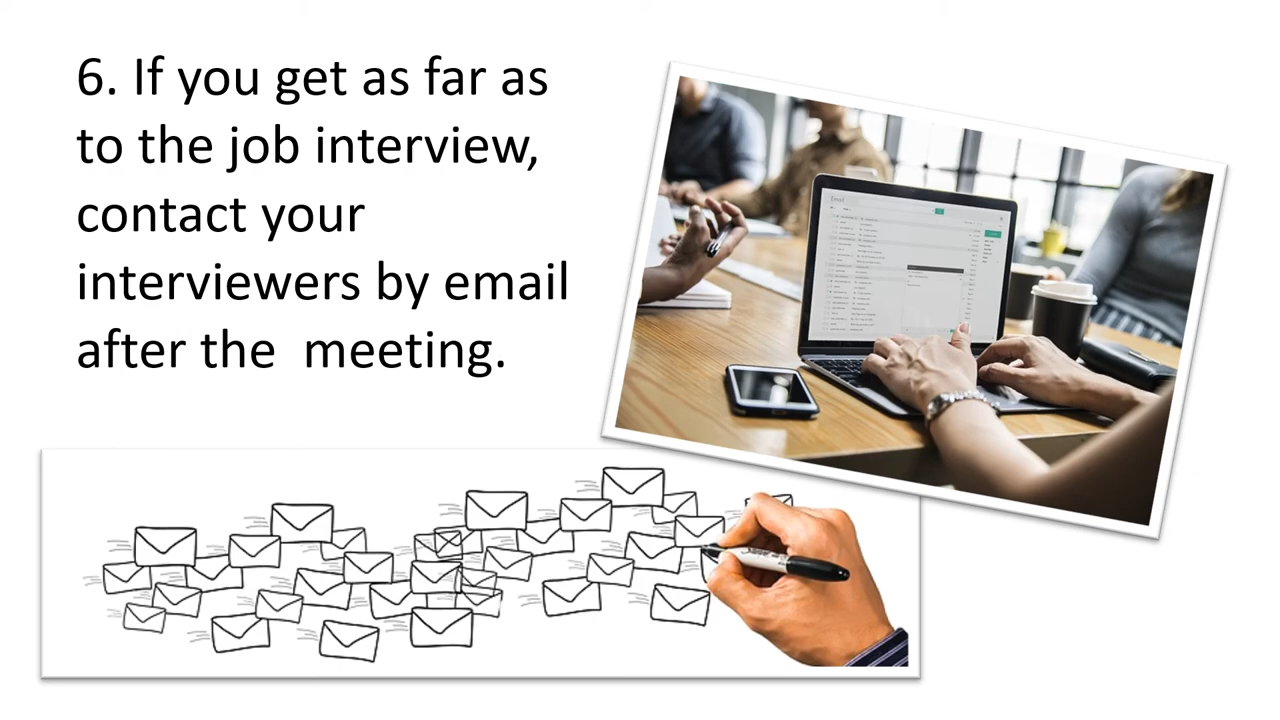 6. If you get as far as
to the job interview,
contact your
interviewers by email
after the  meeting.
Email